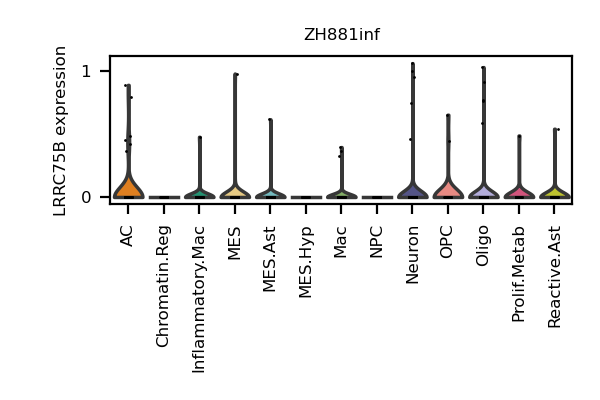 ZH881inf
LRRC75B expression
1
0
AC
Chromatin.Reg
Inflammatory.Mac
MES
MES.Ast
MES.Hyp
Mac
NPC
Neuron
OPC
Oligo
Prolif.Metab
Reactive.Ast